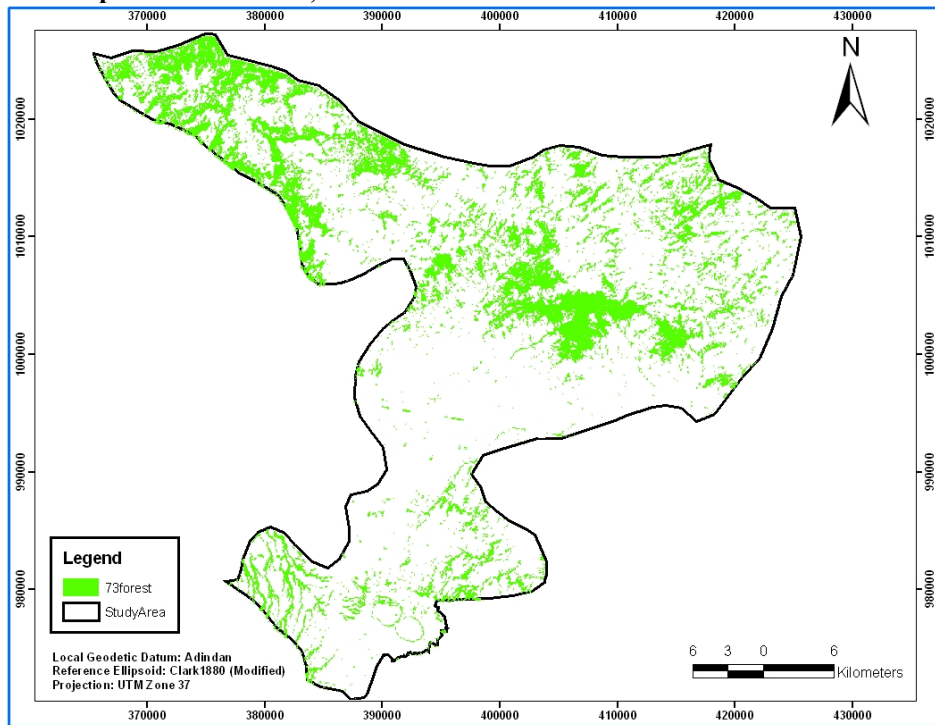 370000 380000 390000 400000 410000 420000 430000
N
1020000 1020000
1010000 1010000
1000000 1000000
990000 990000
980000 980000
Legend
73forest
StudyArea
Local Geodetic Datum: Adindan
Reference Ellipsoid: Clark1880 (Modified)
Projection: UTM Zone 37
6 3 0 6
Kilometers
370000 380000 390000 400000 410000 420000 430000